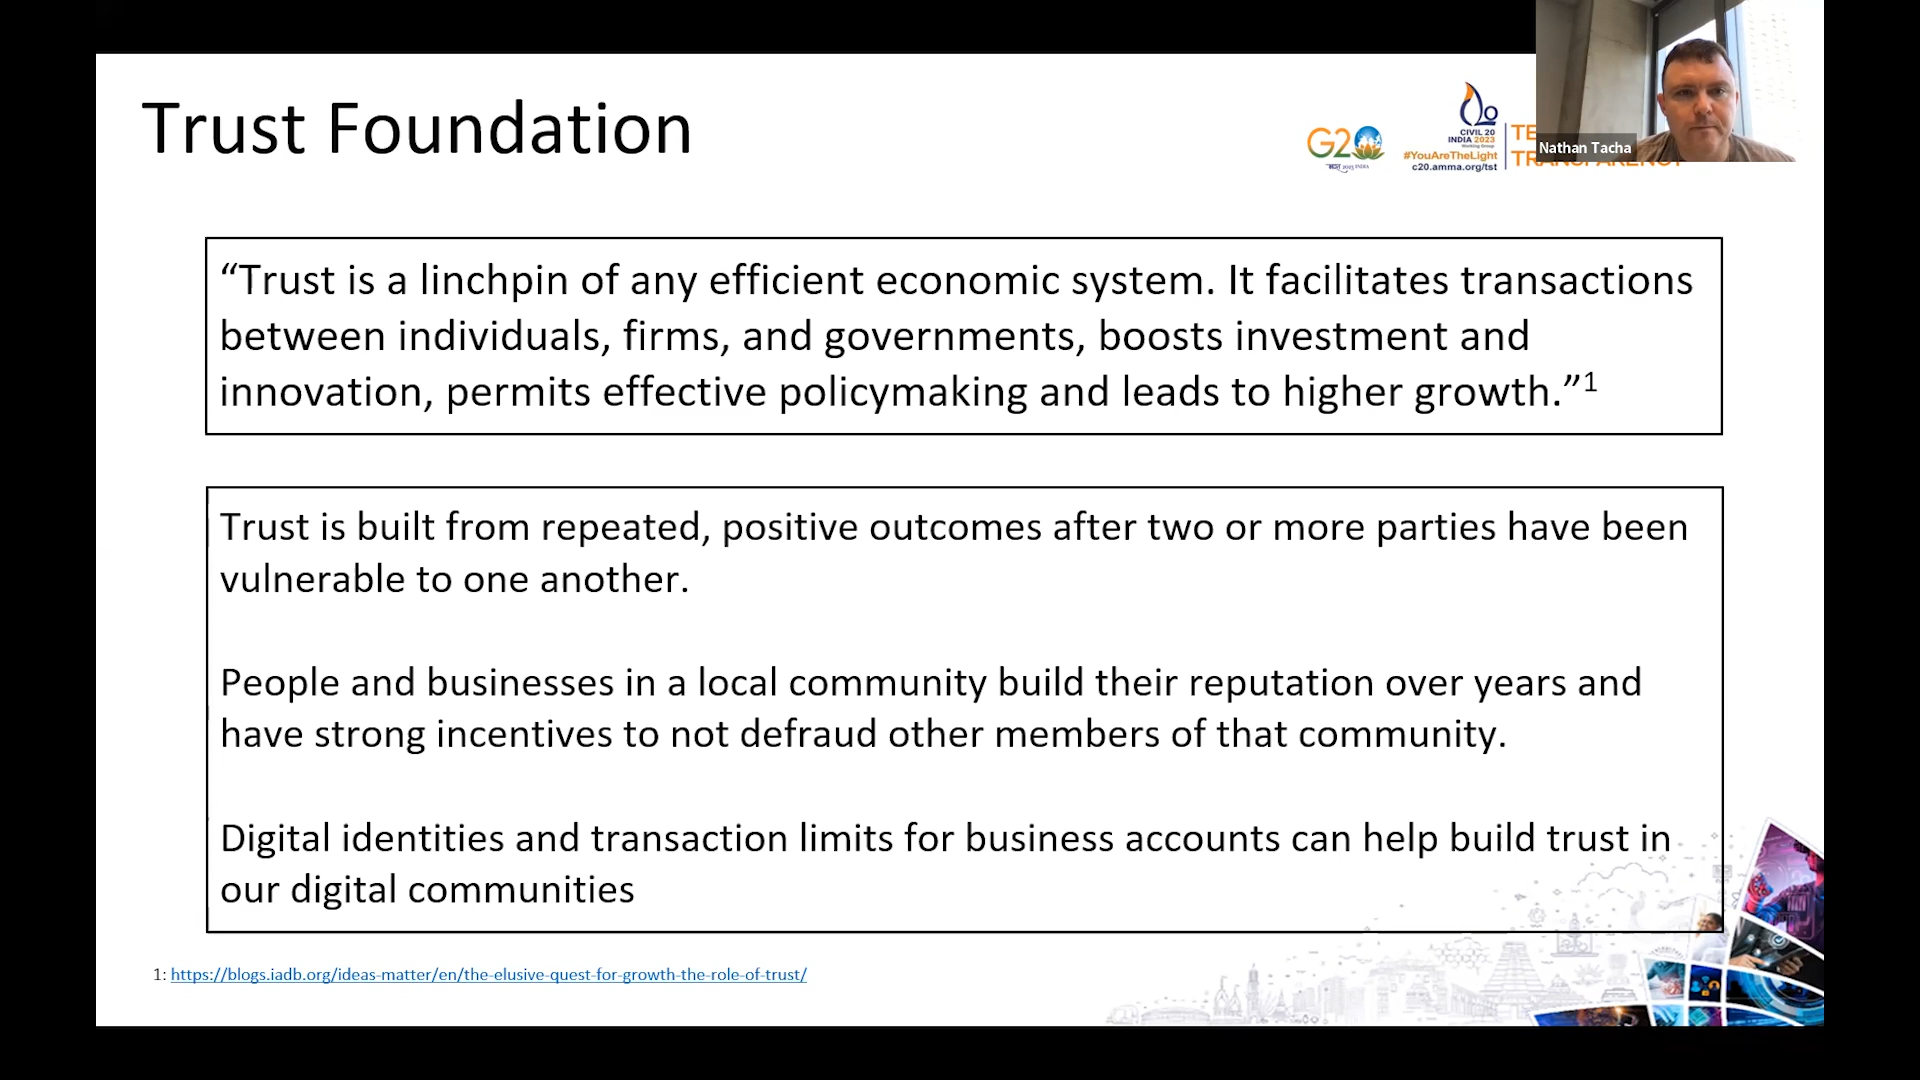 Trust Foundation
G20
CIVIL 20
INDIA 2023
Working Group
#YouAreTheLight
c20.amma.org/tst
Nathan Tacha
“Trust is a linchpin of any efficient economic system. It facilitates transactions
between individuals, firms, and governments, boosts investment and
innovation, permits effective policymaking and leads to higher growth.”1
Trust is built from repeated, positive outcomes after two or more parties have been
vulnerable to one another.
People and businesses in a local community build their reputation over years and
have strong incentives to not defraud other members of that community.
Digital identities and transaction limits for business accounts can help build trust in
our digital communities
1: https://blogs.iadb.org/ideas-matter/en/the-elusive-quest-for-growth-the-role-of-trust/